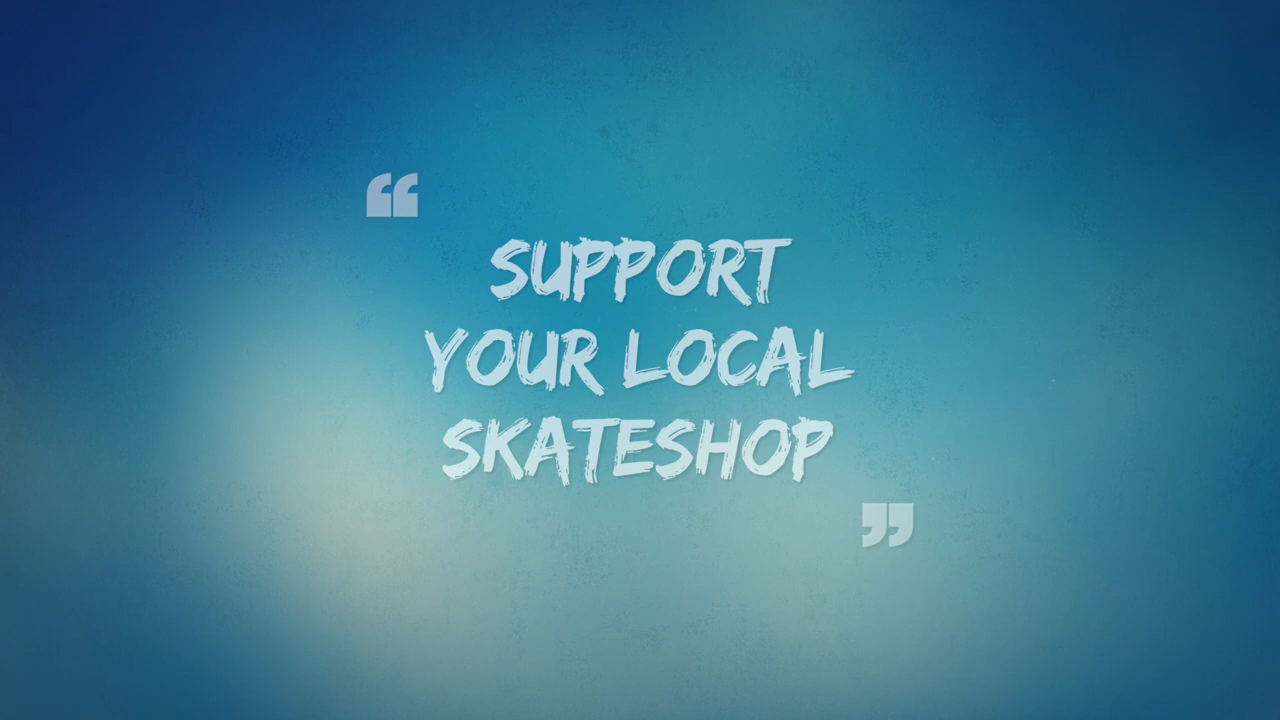 “
SUPPORT
YOUR LOCAL
SKATESHOP
”